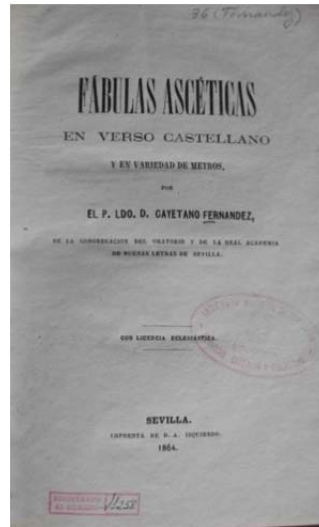 36 (Fernandez)
FÁBULAS ASCÉTICAS
EN VERSO CASTELLANO
Y EN VARIEDAD DE METROS,
POR
EL P. LDO. D. CAYETANO FERNANDEZ,
DE LA CONGREGACION DEL ORATORIO Y DE LA REAL ACADEMIA
DE BUENAS LETRAS DE SEVILLA.
CON LICENCIA ECLESIÁSTICA.
SEVILLA.
IMPRENTA DE D. A. IZQUIERDO.
1864.